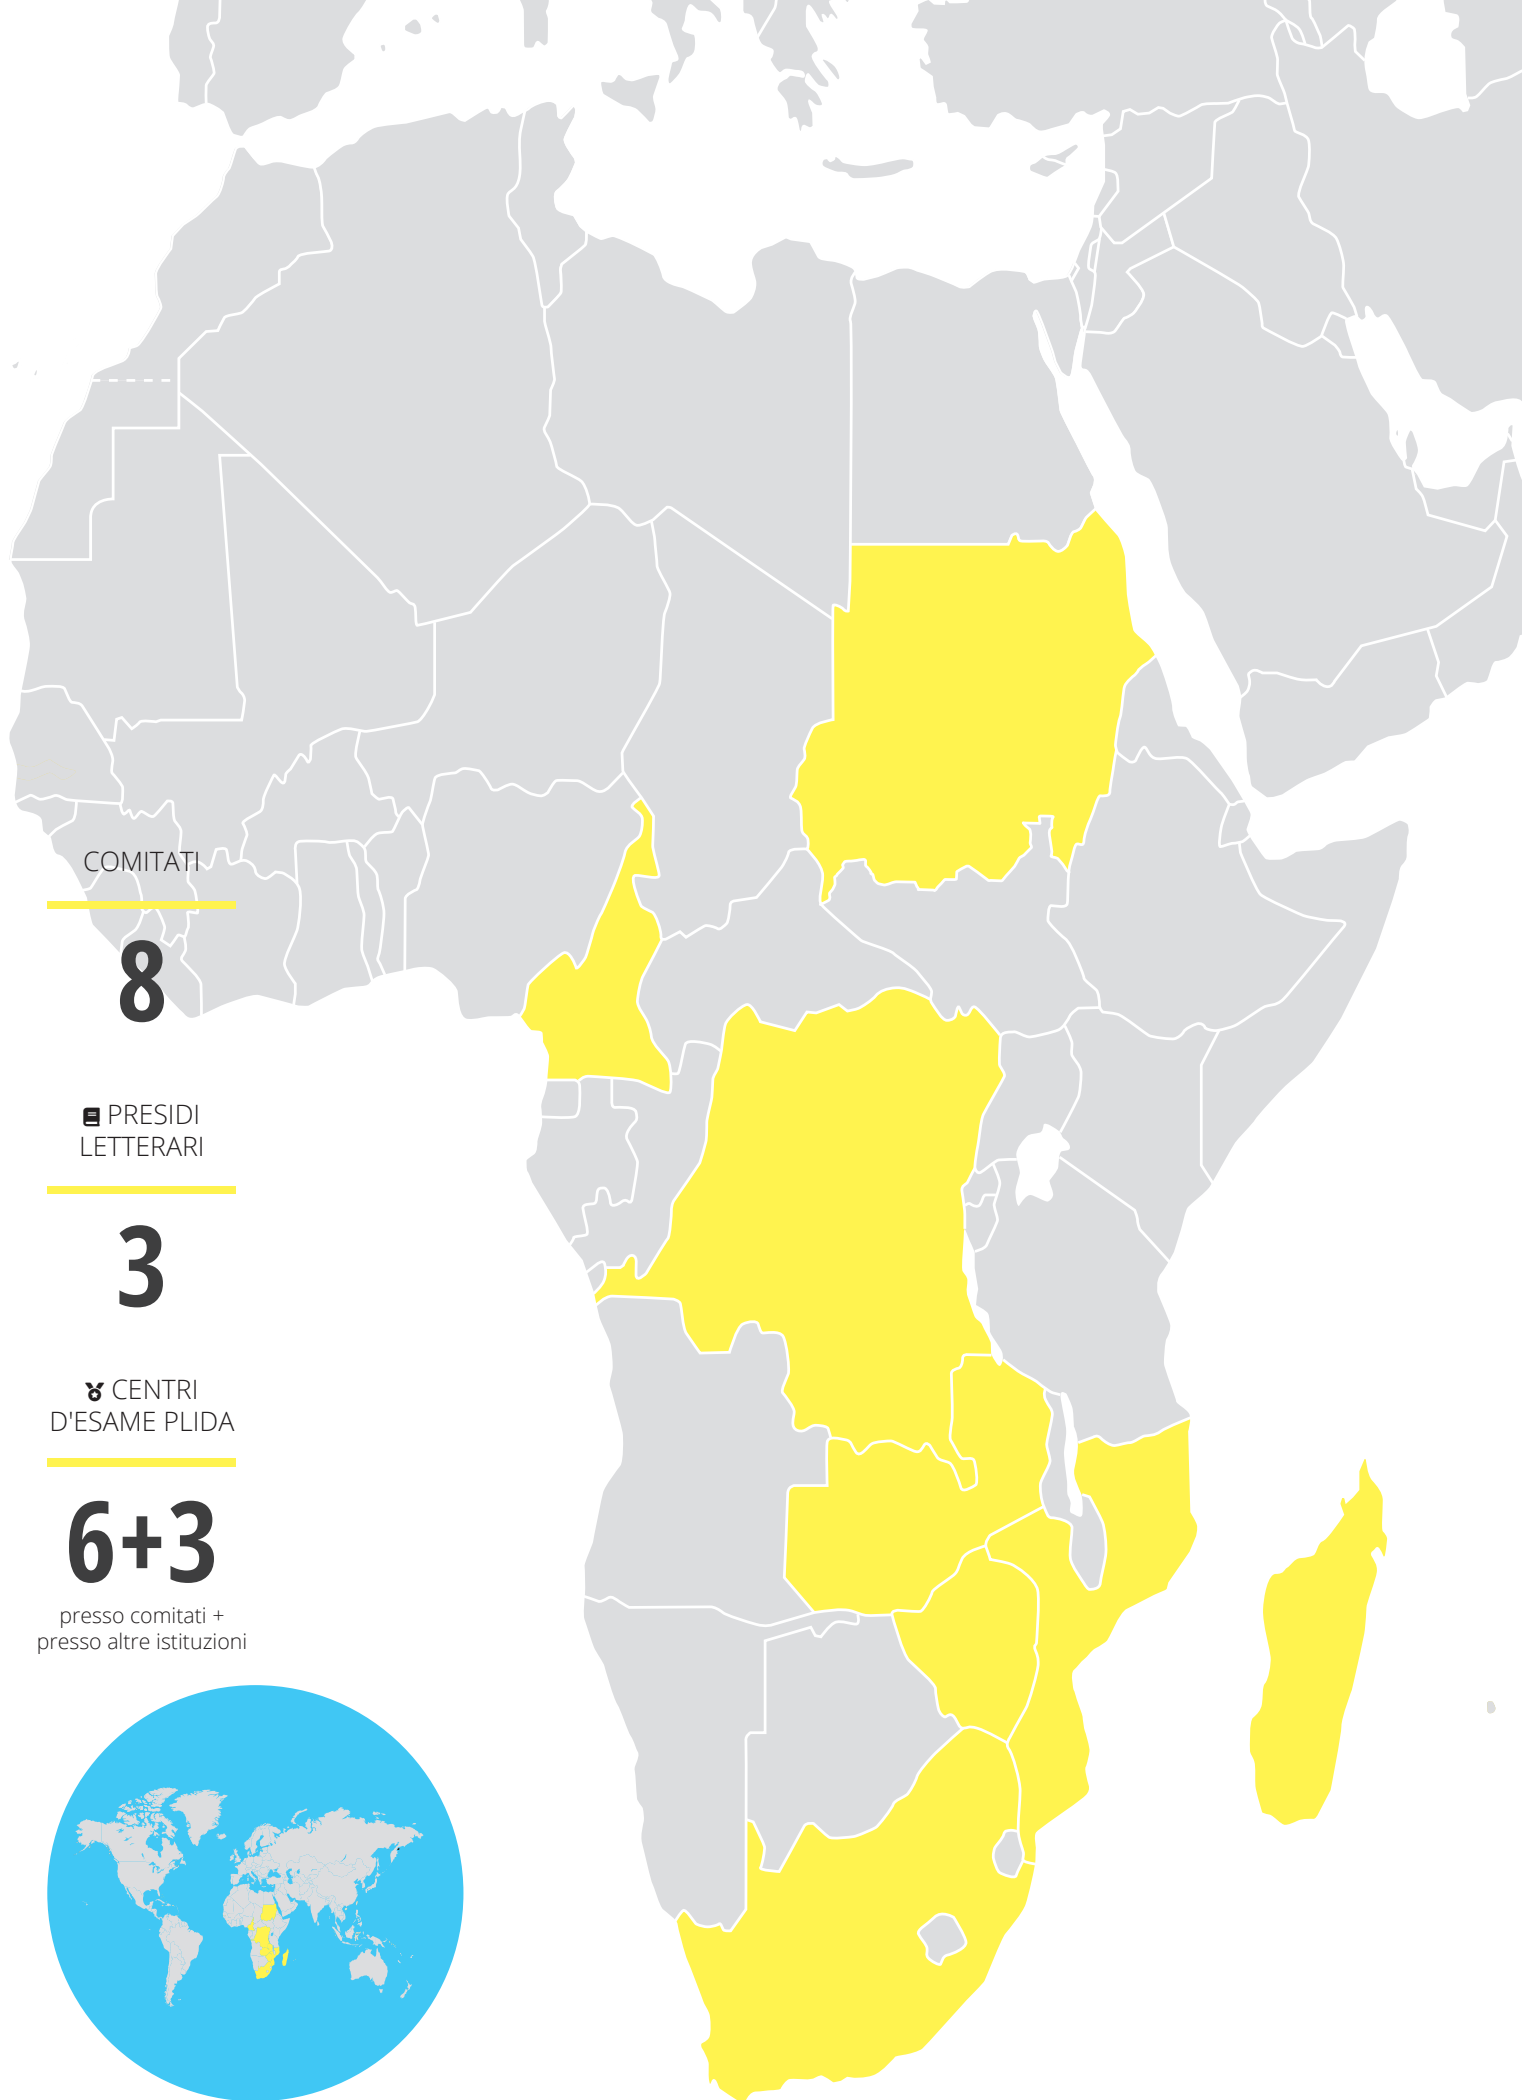 COMITATI
8
PRESIDI
LETTERARI
3
CENTRI
D'ESAME PLIDA
6+3
presso comitati +
presso altre istituzioni